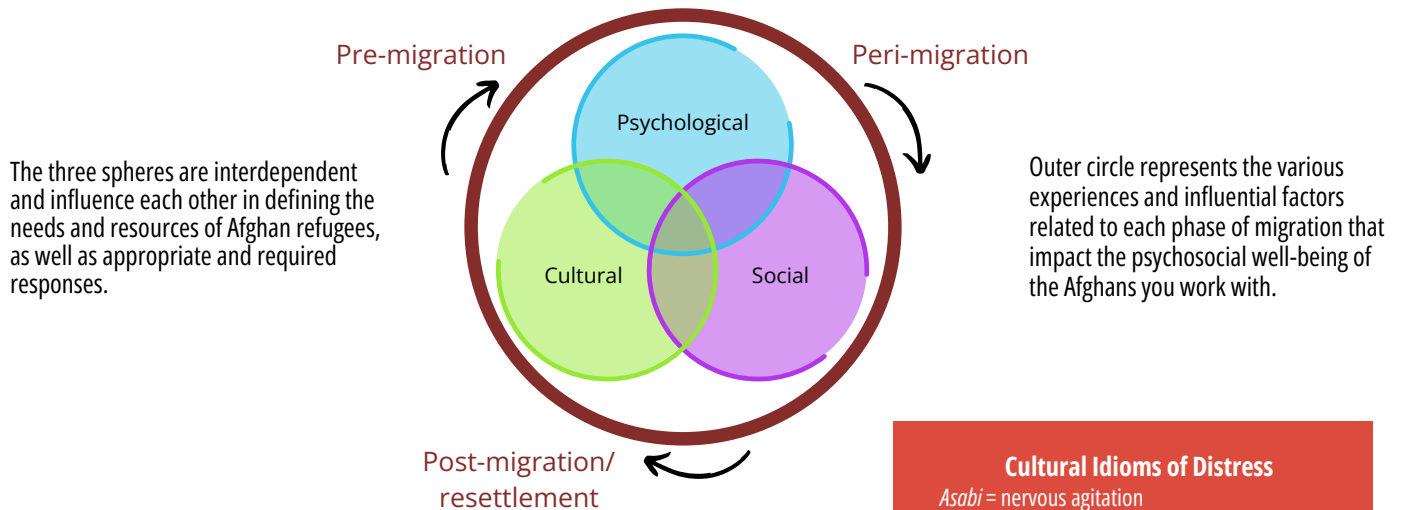 Pre-migration
Peri-migration
Psychological
Cultural
Social
The three spheres are interdependent
and influence each other in defining the
needs and resources of Afghan refugees,
as well as appropriate and required
responses.
Outer circle represents the various
experiences and influential factors
related to each phase of migration that
impact the psychosocial well-being of
the Afghans you work with.
Post-migration/
resettlement
Cultural Idioms of Distress
Asabi = nervous agitation